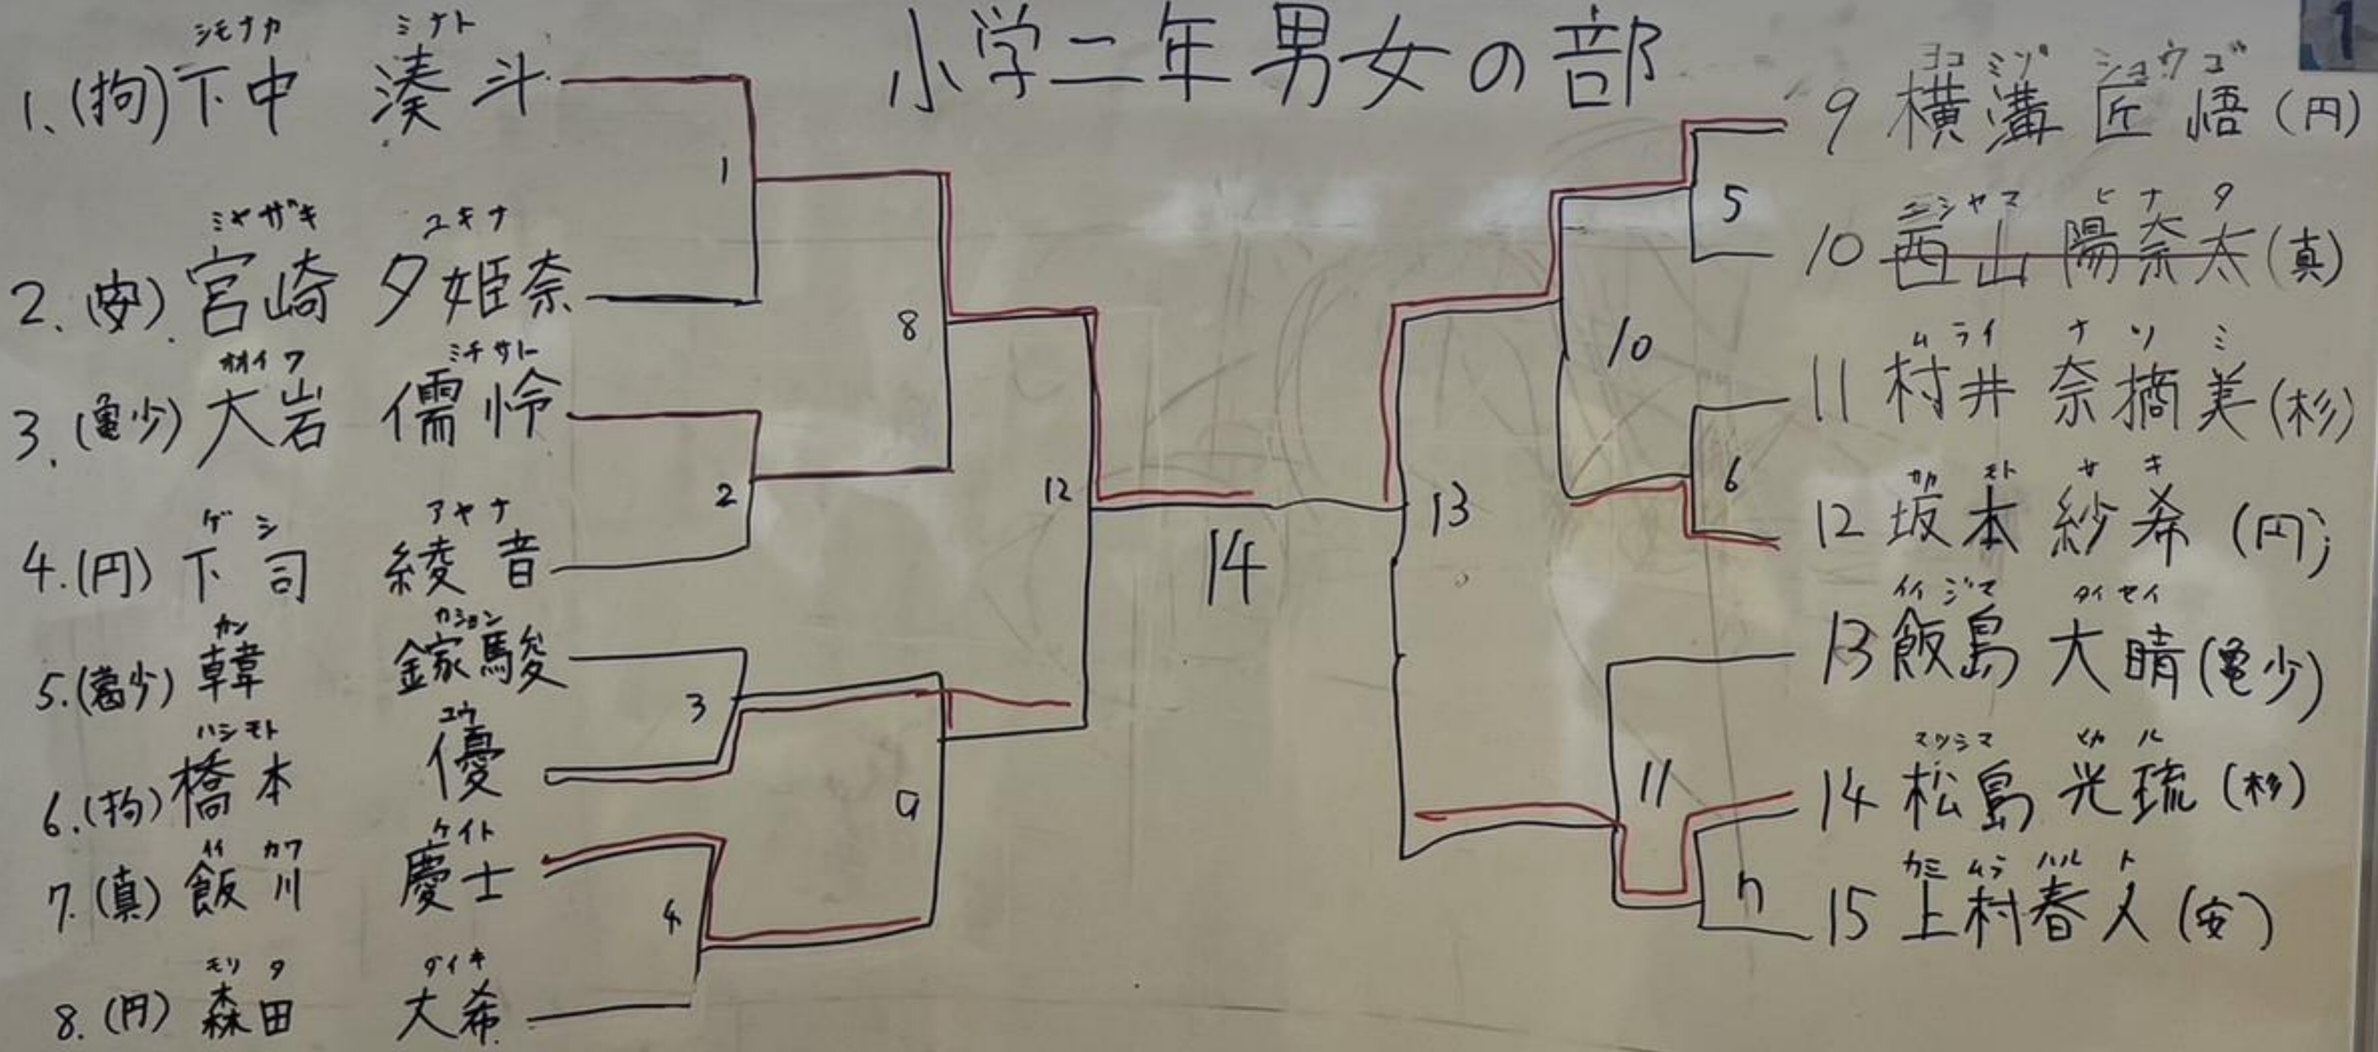 小学二年男女の部
1
シモナカ ミナト
1.(拘)下中 湊斗
ミヤザキ ユキナ
2.(安)宮崎 夕姫奈
オオイワ ミチサト
3.(亀少)大岩 儒怜
ゲシ アヤナ
4.(円)下司 綾音
カン カシュン
5.(葛少)韓 鎵駿
ハシモト ユウ
6.(拘)橋本 優
イイカワ ケイト
7.(真)飯川 慶士
モリタ ダイキ
8.(円)森田 大希
1
2
3
4
8
9
12
14
13
10
11
5
6
7
ヨコミゾ ショウゴ
9 横溝 匠悟(円)
ニシヤマ ヒナタ
10 西山 陽奈太(真)
ムライ ナツミ
11 村井 奈摘美(杉)
サカモト サキ
12 坂本 紗希(円)
イイジマ タイセイ
13 飯島 大晴(亀少)
マツシマ ヒカル
14 松島 光琉(杉)
カミムラ ハルト
15 上村春人(安)